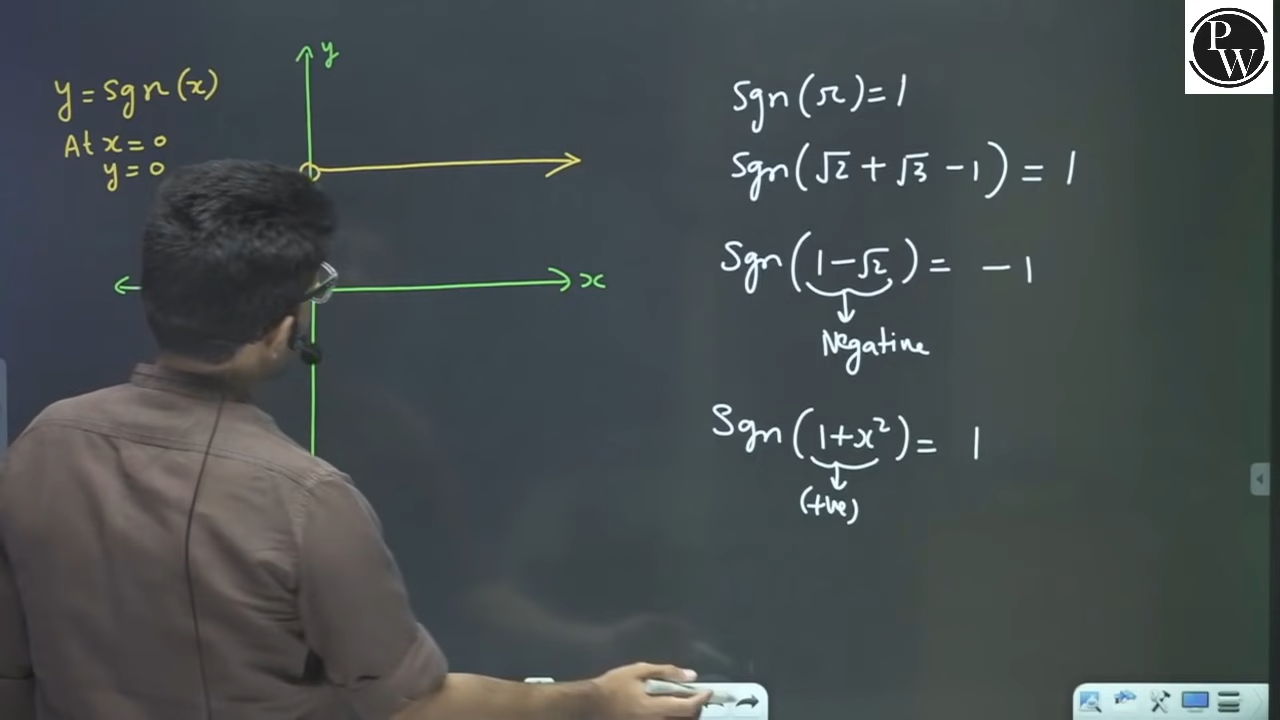 y = Sgn(x)
At x = 0
y = 0
y
x
Sgn(π) = 1
Sgn(√2 + √3 - 1) = 1
Sgn(1 - √2) = -1
Negative
Sgn(1 + x²) = 1
(+ve)
PW